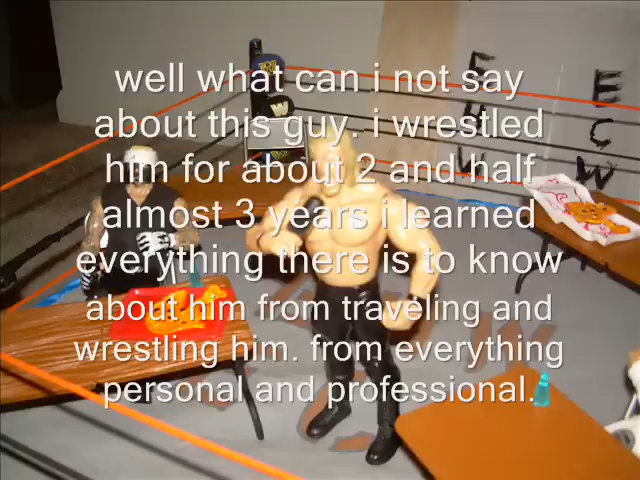 well what can i not say
about this guy. i wrestled
him for about 2 and half
almost 3 years i learned
everything there is to know
about him from traveling and
wrestling him. from everything
personal and professional.
E
C
W